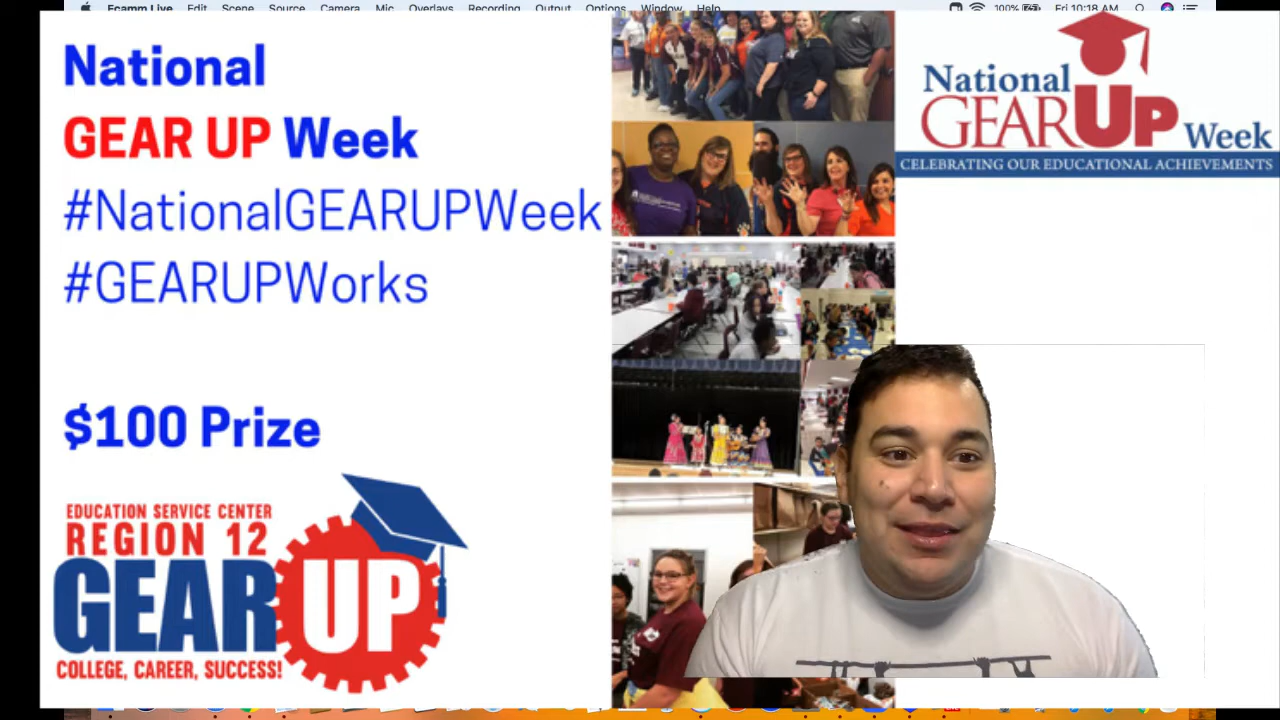 Ecamm Live Edit Scene Source Camera Mic Overlays Recording Output Options Window Help 100% Fri 10:18 AM
National
GEAR UP Week
#NationalGEARUPWeek
#GEARUPWorks
$100 Prize
EDUCATION SERVICE CENTER
REGION 12
GEAR UP
COLLEGE, CAREER, SUCCESS!
National
GEAR UP Week
CELEBRATING OUR EDUCATIONAL ACHIEVEMENTS